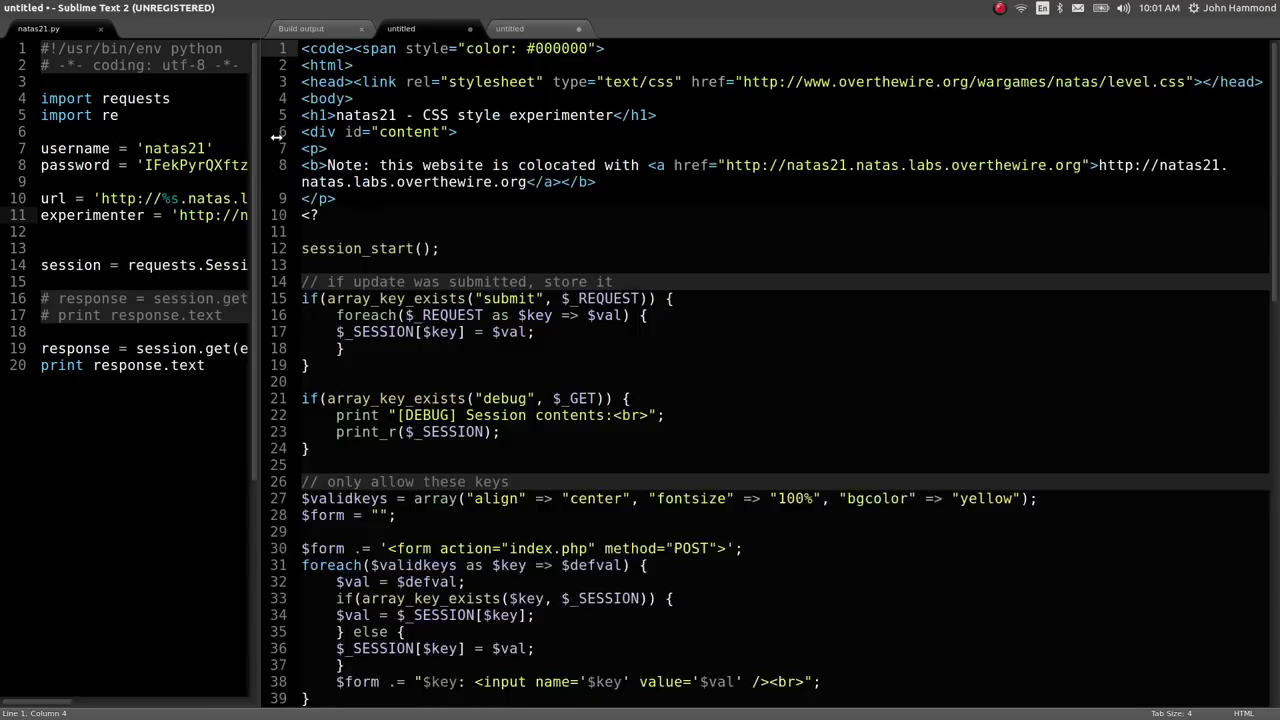 untitled • - Sublime Text 2 (UNREGISTERED)
En
10:01 AM
John Hammond
natas21.py
Build output
untitled
untitled
1 #!/usr/bin/env python
2 # -*- coding: utf-8 -*-
3
4 import requests
5 import re
6
7 username = 'natas21'
8 password = 'IFekPyrQXftz
9
10 url = 'http://%s.natas.l
11 experimenter = 'http://n
12
13
14 session = requests.Sessi
15
16 # response = session.get
17 # print response.text
18
19 response = session.get(e
20 print response.text
1 <code><span style="color: #000000">
2 <html>
3 <head><link rel="stylesheet" type="text/css" href="http://www.overthewire.org/wargames/natas/level.css"></head>
4 <body>
5 <h1>natas21 - CSS style experimenter</h1>
6 <div id="content">
7 <p>
8 <b>Note: this website is colocated with <a href="http://natas21.natas.labs.overthewire.org">http://natas21.
natas.labs.overthewire.org</a></b>
9 </p>
10 <?
11
12 session_start();
13
14 // if update was submitted, store it
15 if(array_key_exists("submit", $_REQUEST)) {
16 foreach($_REQUEST as $key => $val) {
17 $_SESSION[$key] = $val;
18 }
19 }
20
21 if(array_key_exists("debug", $_GET)) {
22 print "[DEBUG] Session contents:<br>";
23 print_r($_SESSION);
24 }
25
26 // only allow these keys
27 $validkeys = array("align" => "center", "fontsize" => "100%", "bgcolor" => "yellow");
28 $form = "";
29
30 $form .= '<form action="index.php" method="POST">';
31 foreach($validkeys as $key => $defval) {
32 $val = $defval;
33 if(array_key_exists($key, $_SESSION)) {
34 $val = $_SESSION[$key];
35 } else {
36 $_SESSION[$key] = $val;
37 }
38 $form .= "$key: <input name='$key' value='$val' /><br>";
39 }
Line 1, Column 4
Tab Size: 4
HTML